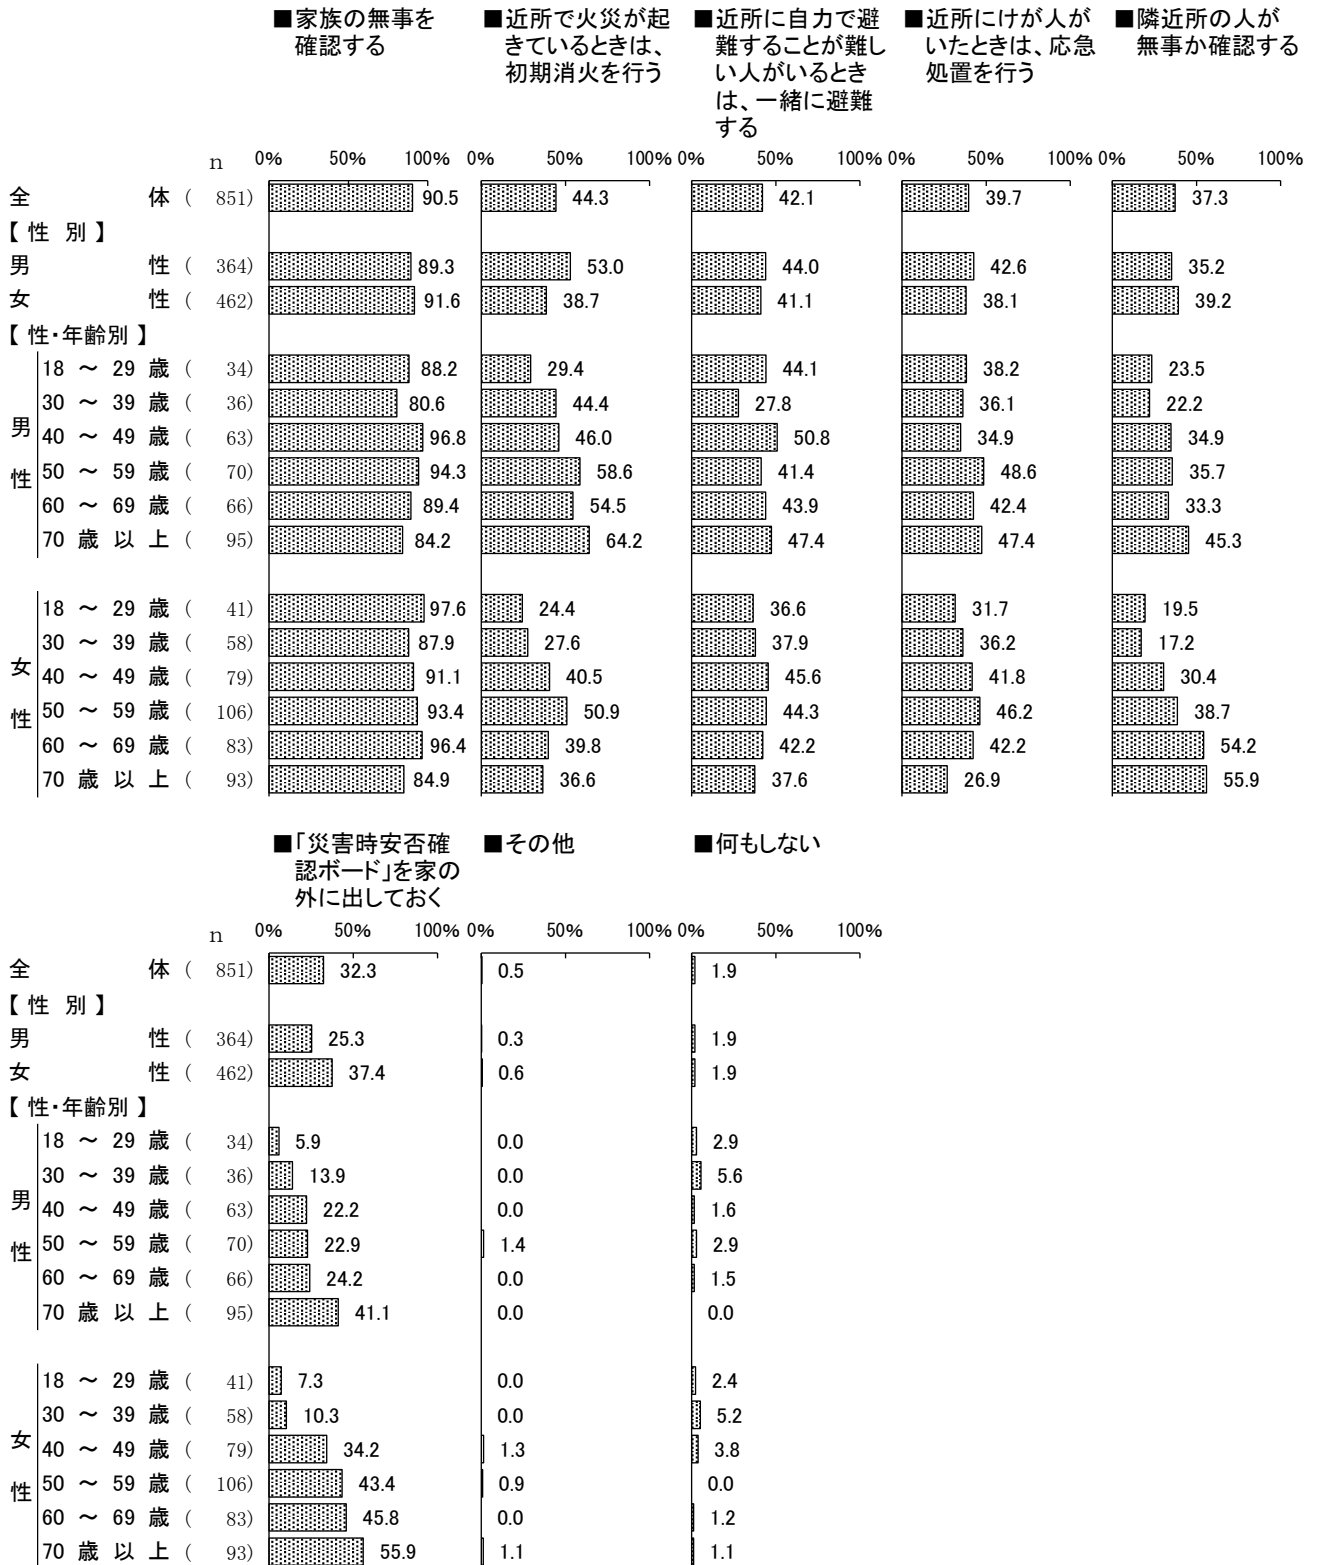 ■家族の無事を
確認する
■近所で火災が起
きているときは、
初期消火を行う
■近所に自力で避
難することが難し
い人がいるとき
は、一緒に避難
する
■近所にけが人が
いたときは、応急
処置を行う
■隣近所の人が
無事か確認する
n 0% 50% 100% 0% 50% 100% 0% 50% 100% 0% 50% 100% 0% 50% 100%
全体 ( 851) 90.5 44.3 42.1 39.7 37.3
【 性 別 】
男性 ( 364) 89.3 53.0 44.0 42.6 35.2
女性 ( 462) 91.6 38.7 41.1 38.1 39.2
【 性・年齢別 】
男性
18 ～ 29 歳 ( 34) 88.2 29.4 44.1 38.2 23.5
30 ～ 39 歳 ( 36) 80.6 44.4 27.8 36.1 22.2
40 ～ 49 歳 ( 63) 96.8 46.0 50.8 34.9 34.9
50 ～ 59 歳 ( 70) 94.3 58.6 41.4 48.6 35.7
60 ～ 69 歳 ( 66) 89.4 54.5 43.9 42.4 33.3
70 歳 以 上 ( 95) 84.2 64.2 47.4 47.4 45.3
女性
18 ～ 29 歳 ( 41) 97.6 24.4 36.6 31.7 19.5
30 ～ 39 歳 ( 58) 87.9 27.6 37.9 36.2 17.2
40 ～ 49 歳 ( 79) 91.1 40.5 45.6 41.8 30.4
50 ～ 59 歳 ( 106) 93.4 50.9 44.3 46.2 38.7
60 ～ 69 歳 ( 83) 96.4 39.8 42.2 42.2 54.2
70 歳 以 上 ( 93) 84.9 36.6 37.6 26.9 55.9
■「災害時安否確
認ボード」を家の
外に出しておく
■その他
■何もしない
n 0% 50% 100% 0% 50% 100% 0% 50% 100%
全体 ( 851) 32.3 0.5 1.9
【 性 別 】
男性 ( 364) 25.3 0.3 1.9
女性 ( 462) 37.4 0.6 1.9
【 性・年齢別 】
男性
18 ～ 29 歳 ( 34) 5.9 0.0 2.9
30 ～ 39 歳 ( 36) 13.9 0.0 5.6
40 ～ 49 歳 ( 63) 22.2 0.0 1.6
50 ～ 59 歳 ( 70) 22.9 1.4 2.9
60 ～ 69 歳 ( 66) 24.2 0.0 1.5
70 歳 以 上 ( 95) 41.1 0.0 0.0
女性
18 ～ 29 歳 ( 41) 7.3 0.0 2.4
30 ～ 39 歳 ( 58) 10.3 0.0 5.2
40 ～ 49 歳 ( 79) 34.2 1.3 3.8
50 ～ 59 歳 ( 106) 43.4 0.9 0.0
60 ～ 69 歳 ( 83) 45.8 0.0 1.2
70 歳 以 上 ( 93) 55.9 1.1 1.1